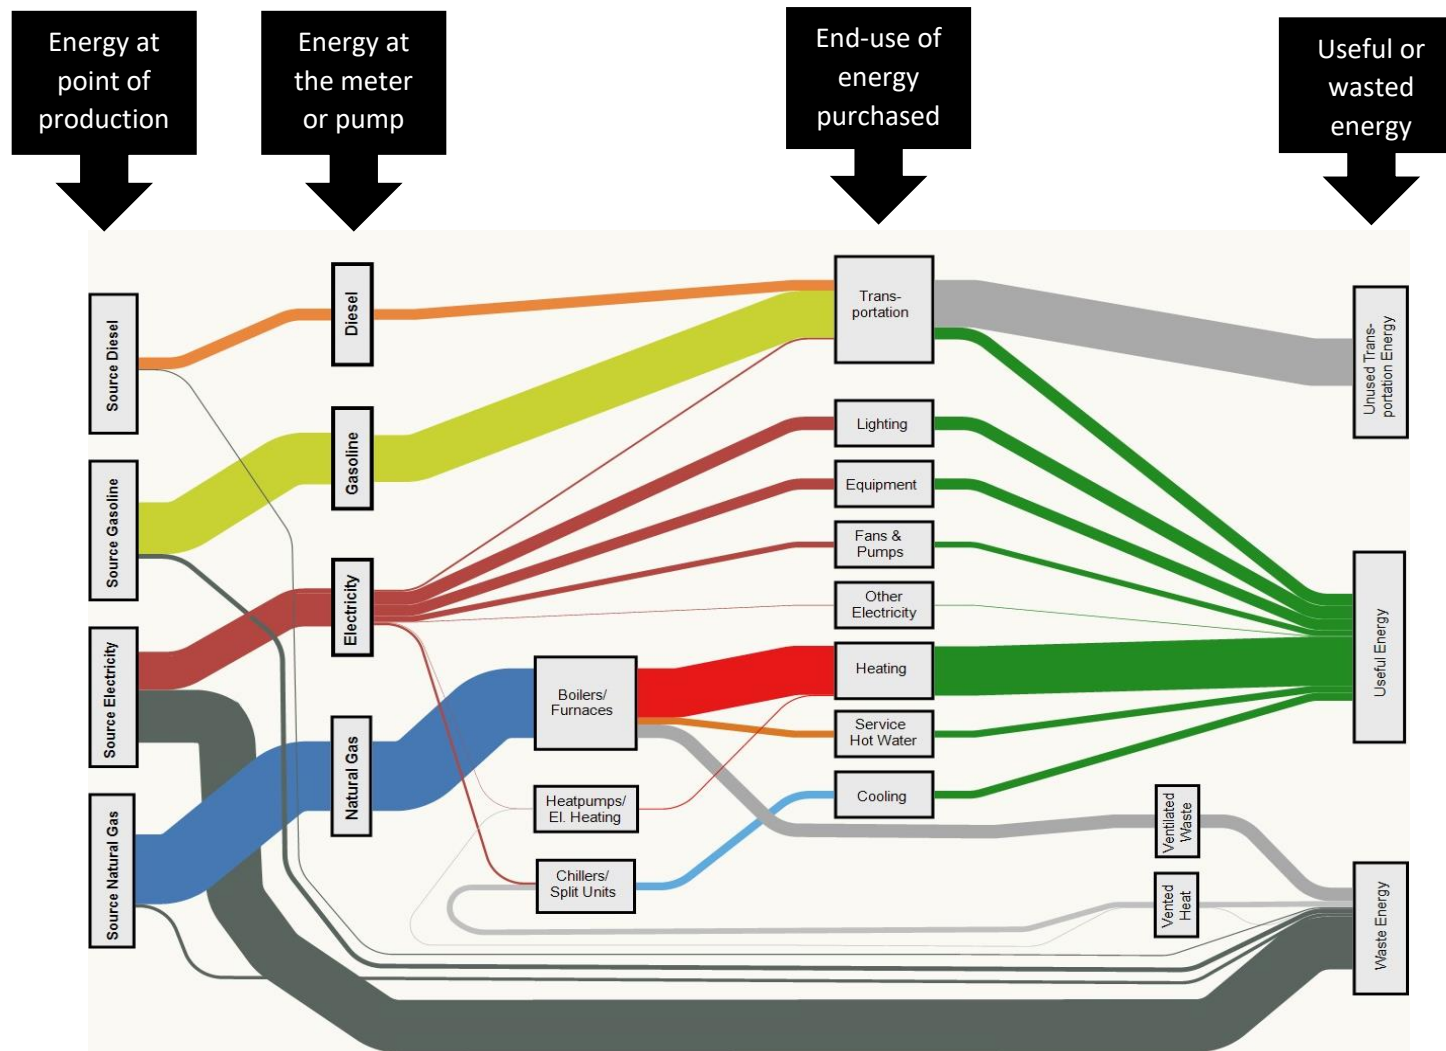 Energy at
point of
production
Energy at
the meter
or pump
End-use of
energy
purchased
Useful or
wasted
energy
Source Diesel
Source Gasoline
Source Electricity
Source Natural Gas
Diesel
Gasoline
Electricity
Natural Gas
Boilers/
Furnaces
Heatpumps/
El. Heating
Chillers/
Split Units
Trans-
portation
Lighting
Equipment
Fans &
Pumps
Other
Electricity
Heating
Service
Hot Water
Cooling
Ventilated
Waste
Vented
Heat
Unused Trans-
portation Energy
Useful Energy
Waste Energy